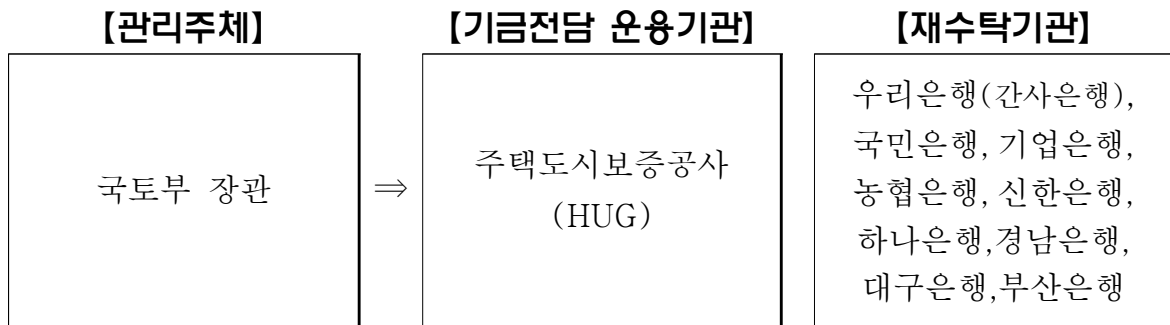 【관리주체】
국토부 장관
⇒
【기금전담 운용기관】
주택도시보증공사
(HUG)
【재수탁기관】
우리은행(간사은행),
국민은행, 기업은행,
농협은행, 신한은행,
하나은행,경남은행,
대구은행,부산은행